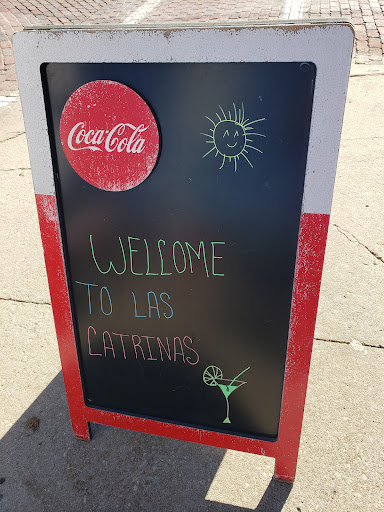 Coca-Cola
WELCOME
TO LAS
CATRINAS